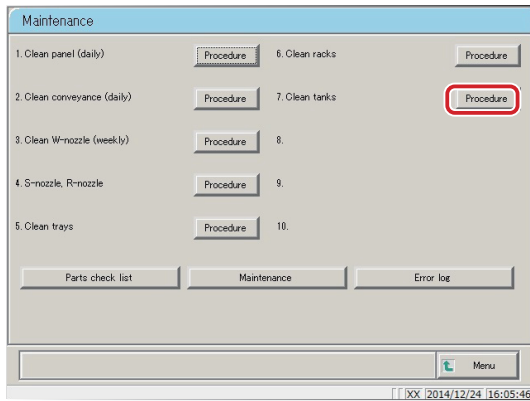 Maintenance
1. Clean panel (daily) Procedure 6. Clean racks Procedure
2. Clean conveyance (daily) Procedure 7. Clean tanks Procedure
3. Clean W-nozzle (weekly) Procedure 8.
4. S-nozzle, R-nozzle Procedure 9.
5. Clean trays Procedure 10.
Parts check list Maintenance Error log
Menu
XX 2014/12/24 16:05:46